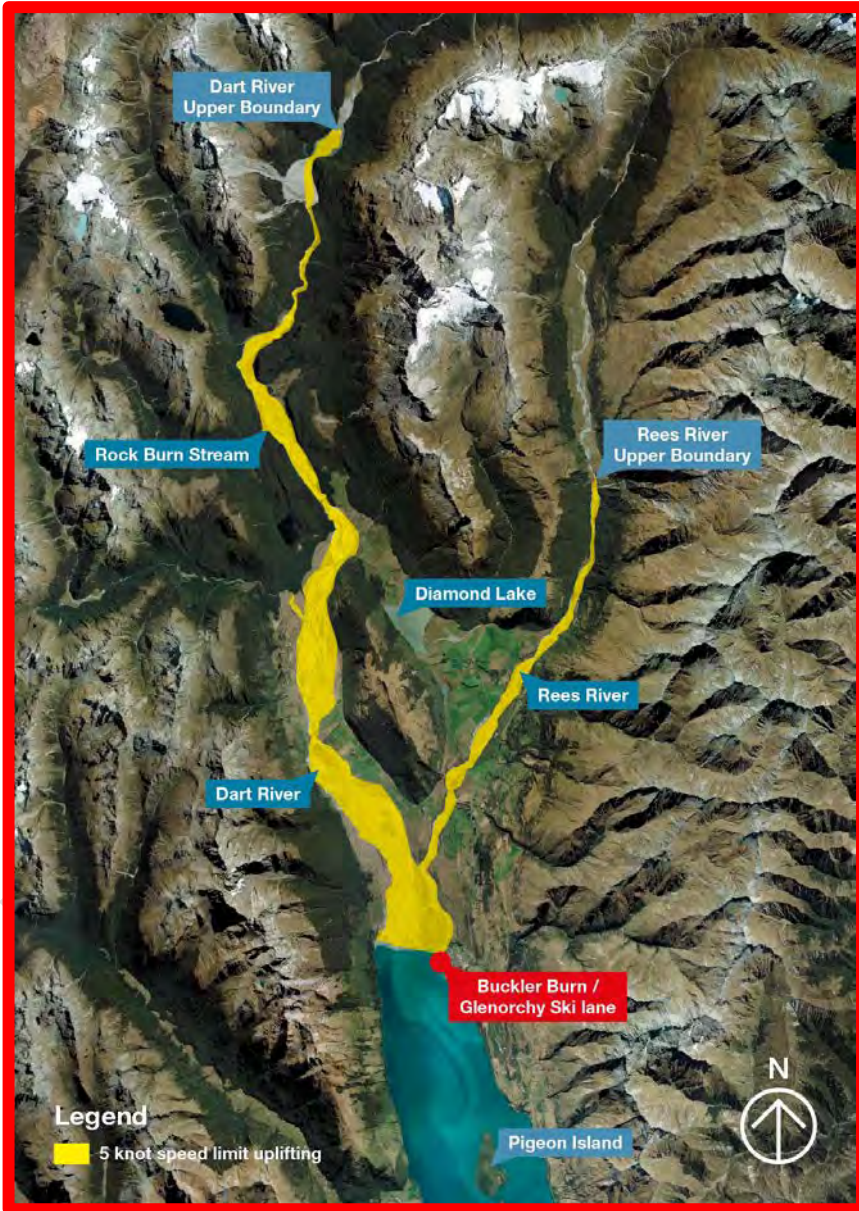 Dart River
Upper Boundary
Rock Burn Stream
Rees River
Upper Boundary
Diamond Lake
Rees River
Dart River
Buckler Burn /
Glenorchy Ski lane
N
Legend
5 knot speed limit uplifting
Pigeon Island